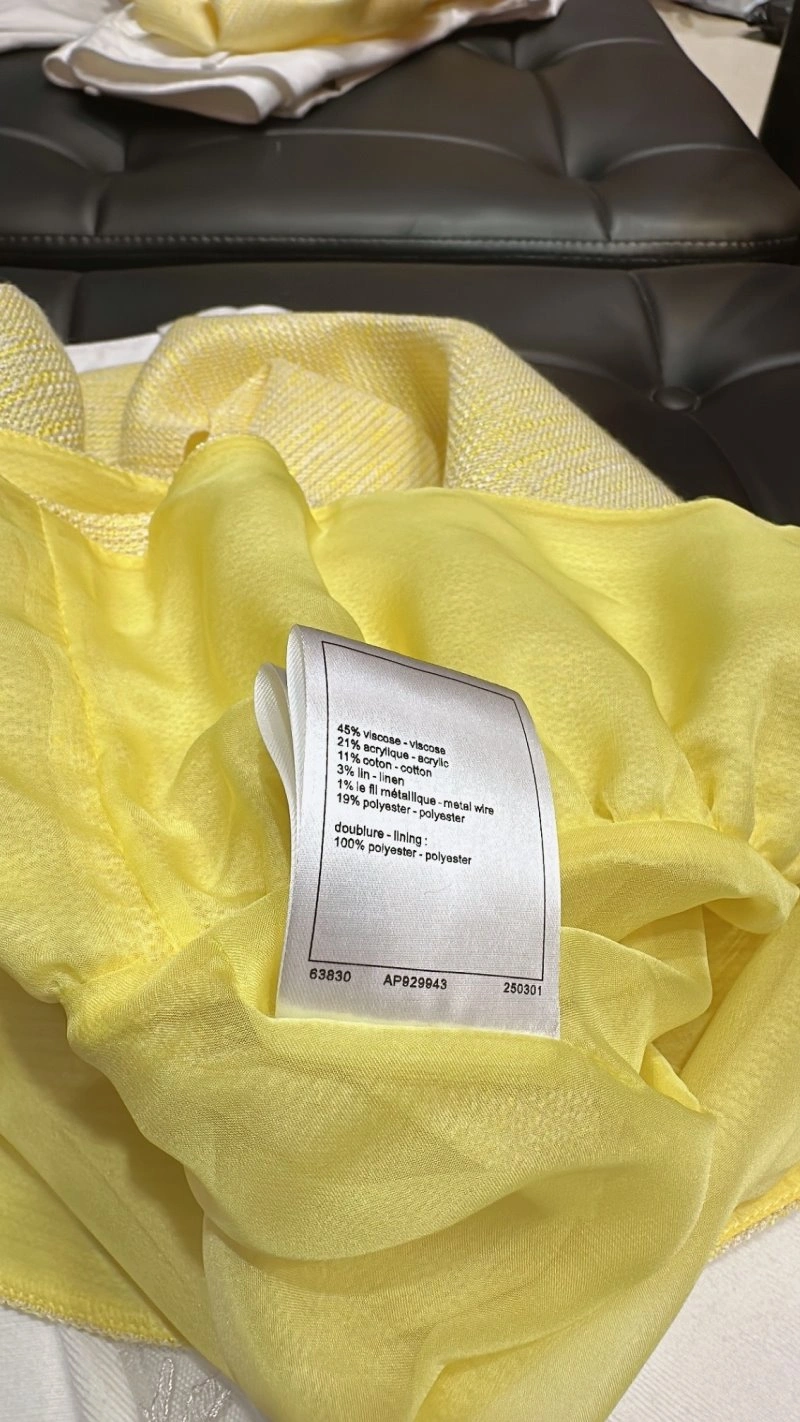 45% viscose - viscose
21% acrylique - acrylic
11% coton - cotton
3% lin - linen
1% le fil métallique - metal wire
19% polyester - polyester
doublure - lining :
100% polyester - polyester
63830 AP929943 250301